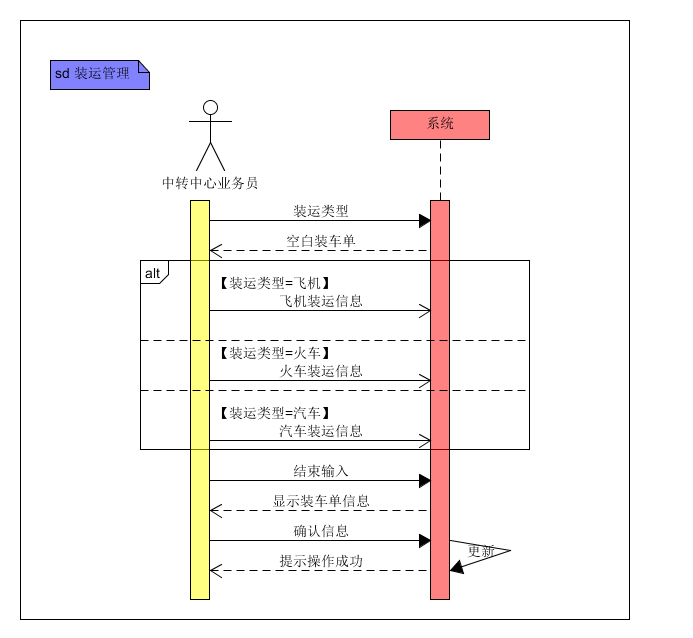 sd 装运管理
系统
中转中心业务员
装运类型
空白装车单
alt
【装运类型=飞机】
飞机装运信息
【装运类型=火车】
火车装运信息
【装运类型=汽车】
汽车装运信息
结束输入
显示装车单信息
确认信息
更新
提示操作成功